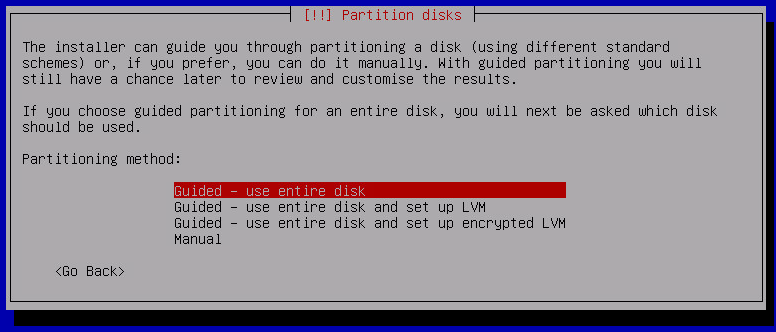 [!!] Partition disks
The installer can guide you through partitioning a disk (using different standard
schemes) or, if you prefer, you can do it manually. With guided partitioning you will
still have a chance later to review and customise the results.
If you choose guided partitioning for an entire disk, you will next be asked which disk
should be used.
Partitioning method:
Guided – use entire disk
Guided – use entire disk and set up LVM
Guided – use entire disk and set up encrypted LVM
Manual
<Go Back>